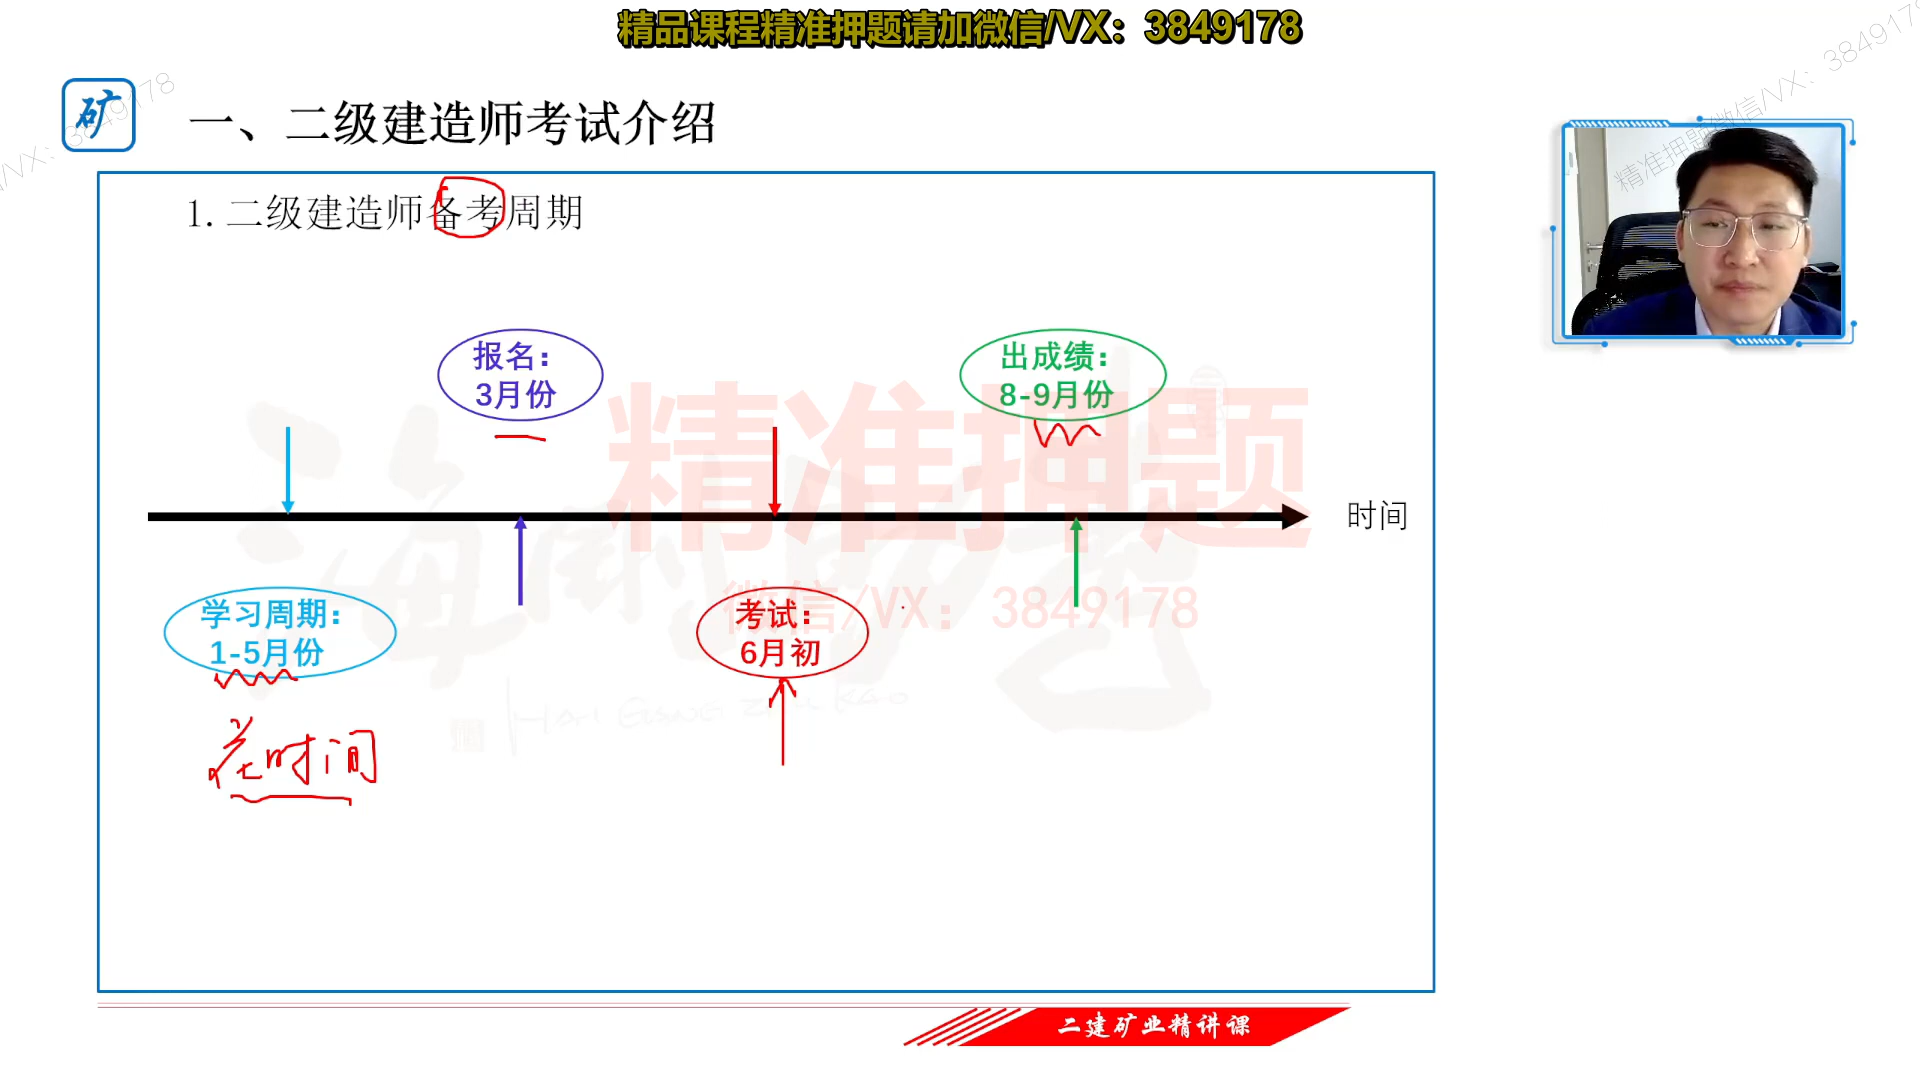 精品课程精准押题请加微信/VX：3849178
矿
一、二级建造师考试介绍
1.二级建造师备考周期
报名：
3月份
出成绩：
8-9月份
精准押题
时间
微信/VX：3849178
学习周期：
1-5月份
考试：
6月初
花时间
二建矿业精讲课